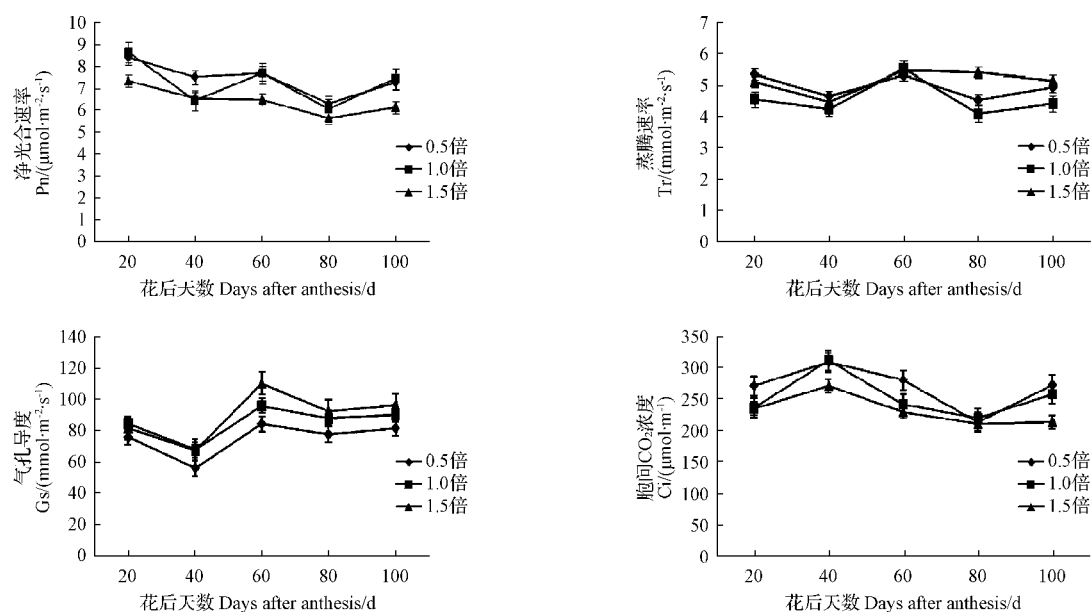 10
9
8
7
6
5
4
3
2
1
0
净光合速率
Pn/(μmol·m⁻²·s⁻¹)
0.5倍
1.0倍
1.5倍
20 40 60 80 100
花后天数 Days after anthesis/d
7
6
5
4
3
2
1
0
蒸腾速率
Tr/(mmol·m⁻²·s⁻¹)
0.5倍
1.0倍
1.5倍
20 40 60 80 100
花后天数 Days after anthesis/d
140
120
100
80
60
40
20
0
气孔导度
Gs/(mmol·m⁻²·s⁻¹)
0.5倍
1.0倍
1.5倍
20 40 60 80 100
花后天数 Days after anthesis/d
350
300
250
200
150
100
50
000
胞间CO₂浓度
Ci/(μmol·m⁻¹)
0.5倍
1.0倍
1.5倍
20 40 60 80 100
花后天数 Days after anthesis/d